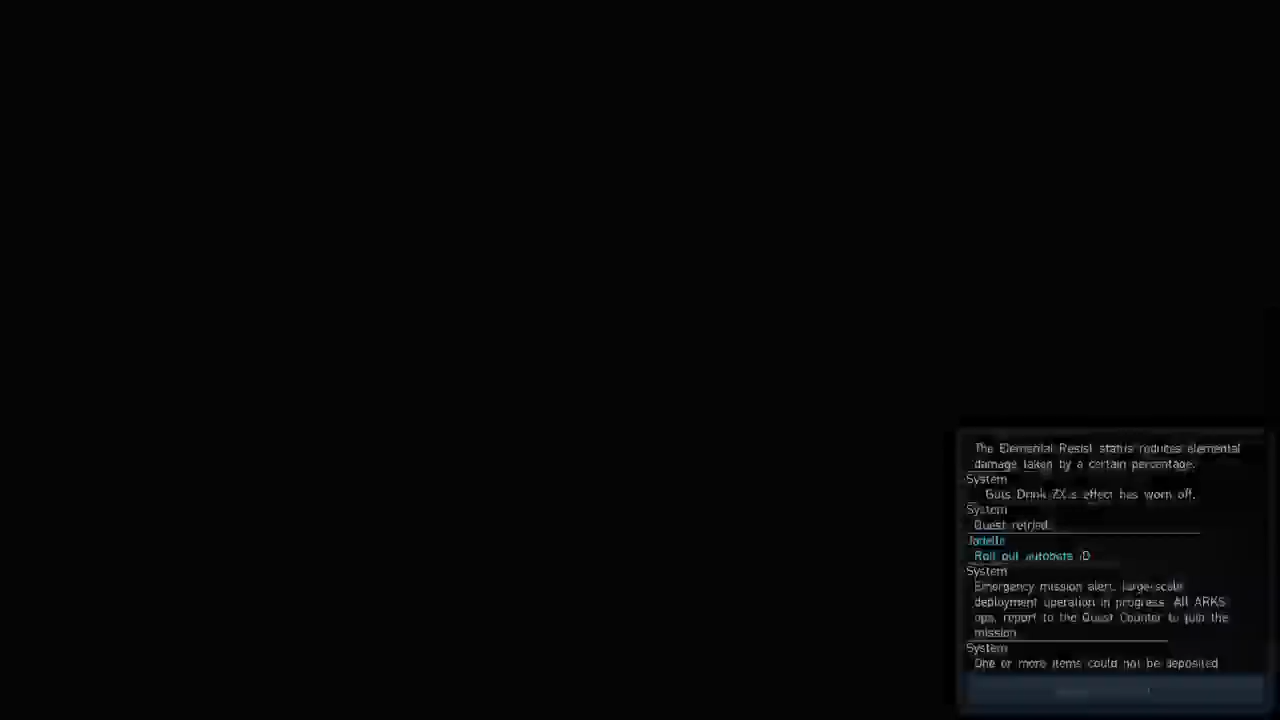 The Elemental Resist status reduces elemental
damage taken by a certain percentage.
System
Guts Drink ZX's effect has worn off.
System
Quest retried.
Roll out autobots :D
System
Emergency mission alert. Large-scale
deployment operation in progress. All ARKS
ops, report to the Quest Counter to join the
mission
System
One or more items could not be deposited